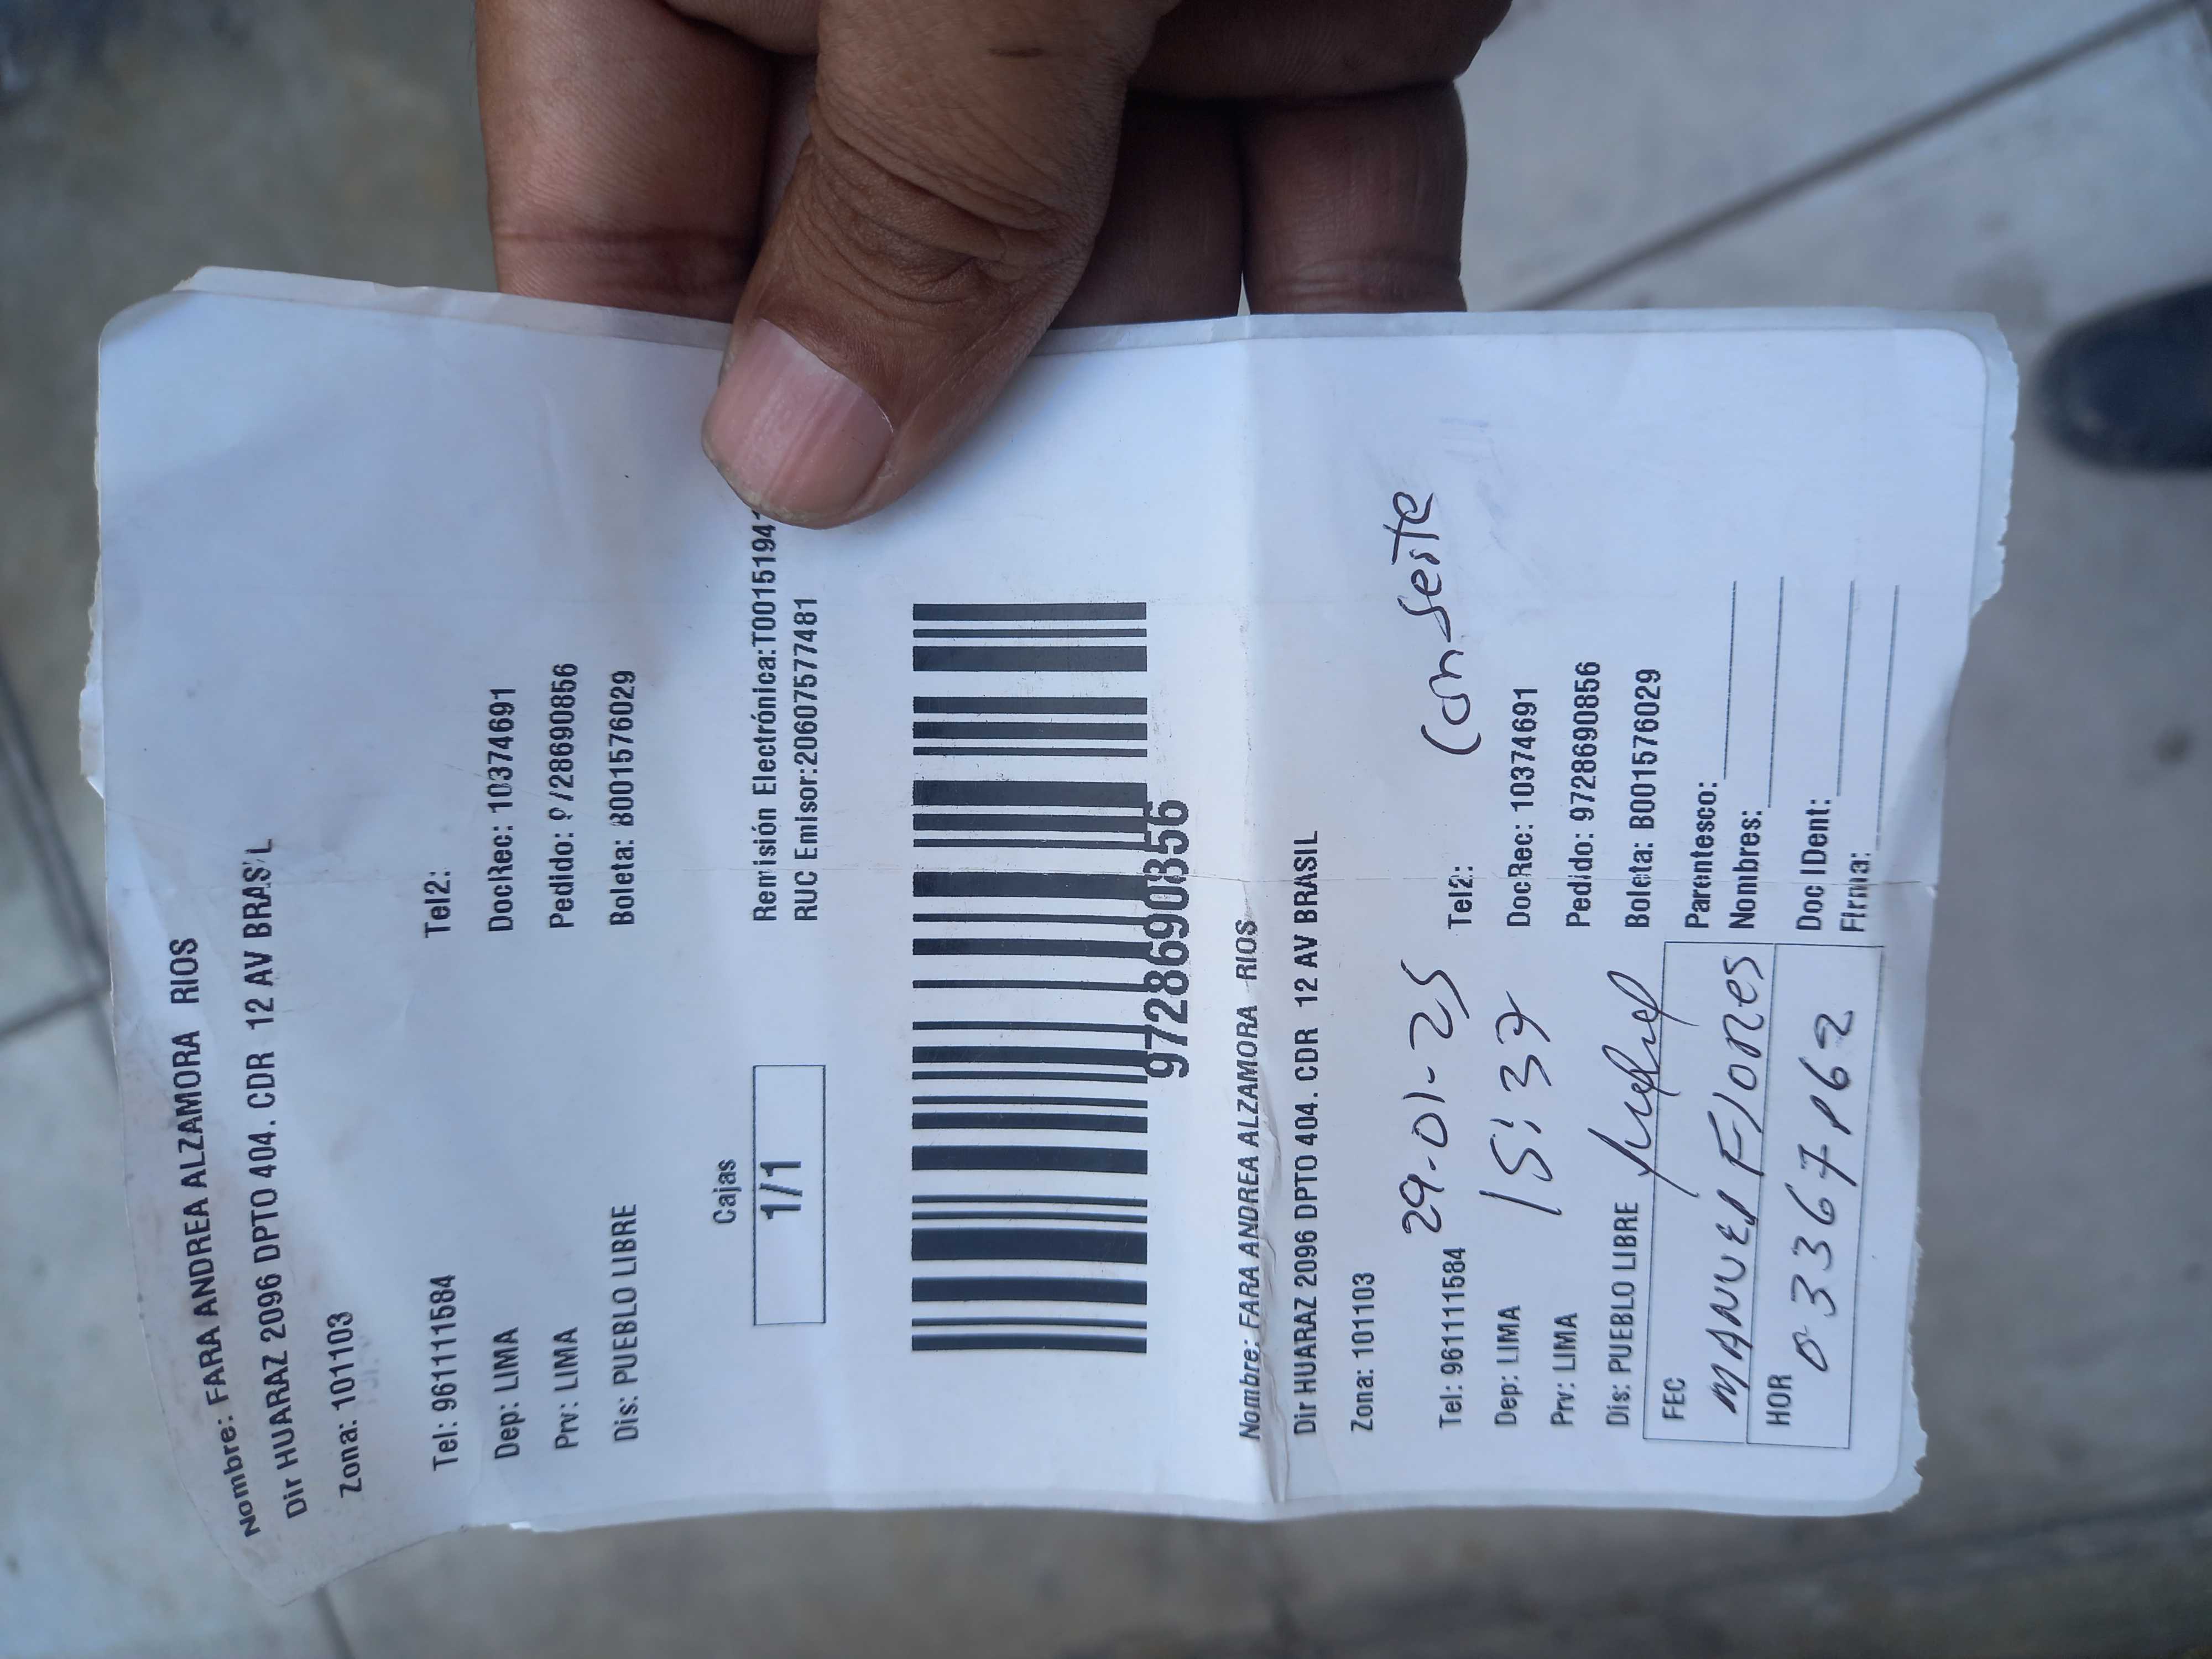 Nombre: FARA ANDREA ALZAMORA RIOS
Dir HUARAZ 2096 DPTO 404. CDR 12 AV BRASIL
Zona: 101103
Tel: 961111584 Tel2:
Dep: LIMA DocRec: 10374691
Prv: LIMA Pedido: 9728690856
Dis: PUEBLO LIBRE Boleta: B001576029
Cajas
1/1
Remisión Electrónica:T0015194
RUC Emisor:20607577481
9728690856
Nombre: FARA ANDREA ALZAMORA RIOS
Dir HUARAZ 2096 DPTO 404. CDR 12 AV BRASIL
Zona: 101103
29-01-25
Tel: 961111584 Tel2:
15:37
Dep: LIMA DocRec: 10374691
Prv: LIMA Pedido: 9728690856
Dis: PUEBLO LIBRE Boleta: B001576029
FEC Parentesco:
MANUEL Flores Nombres:
HOR Doc IDent:
Firma: